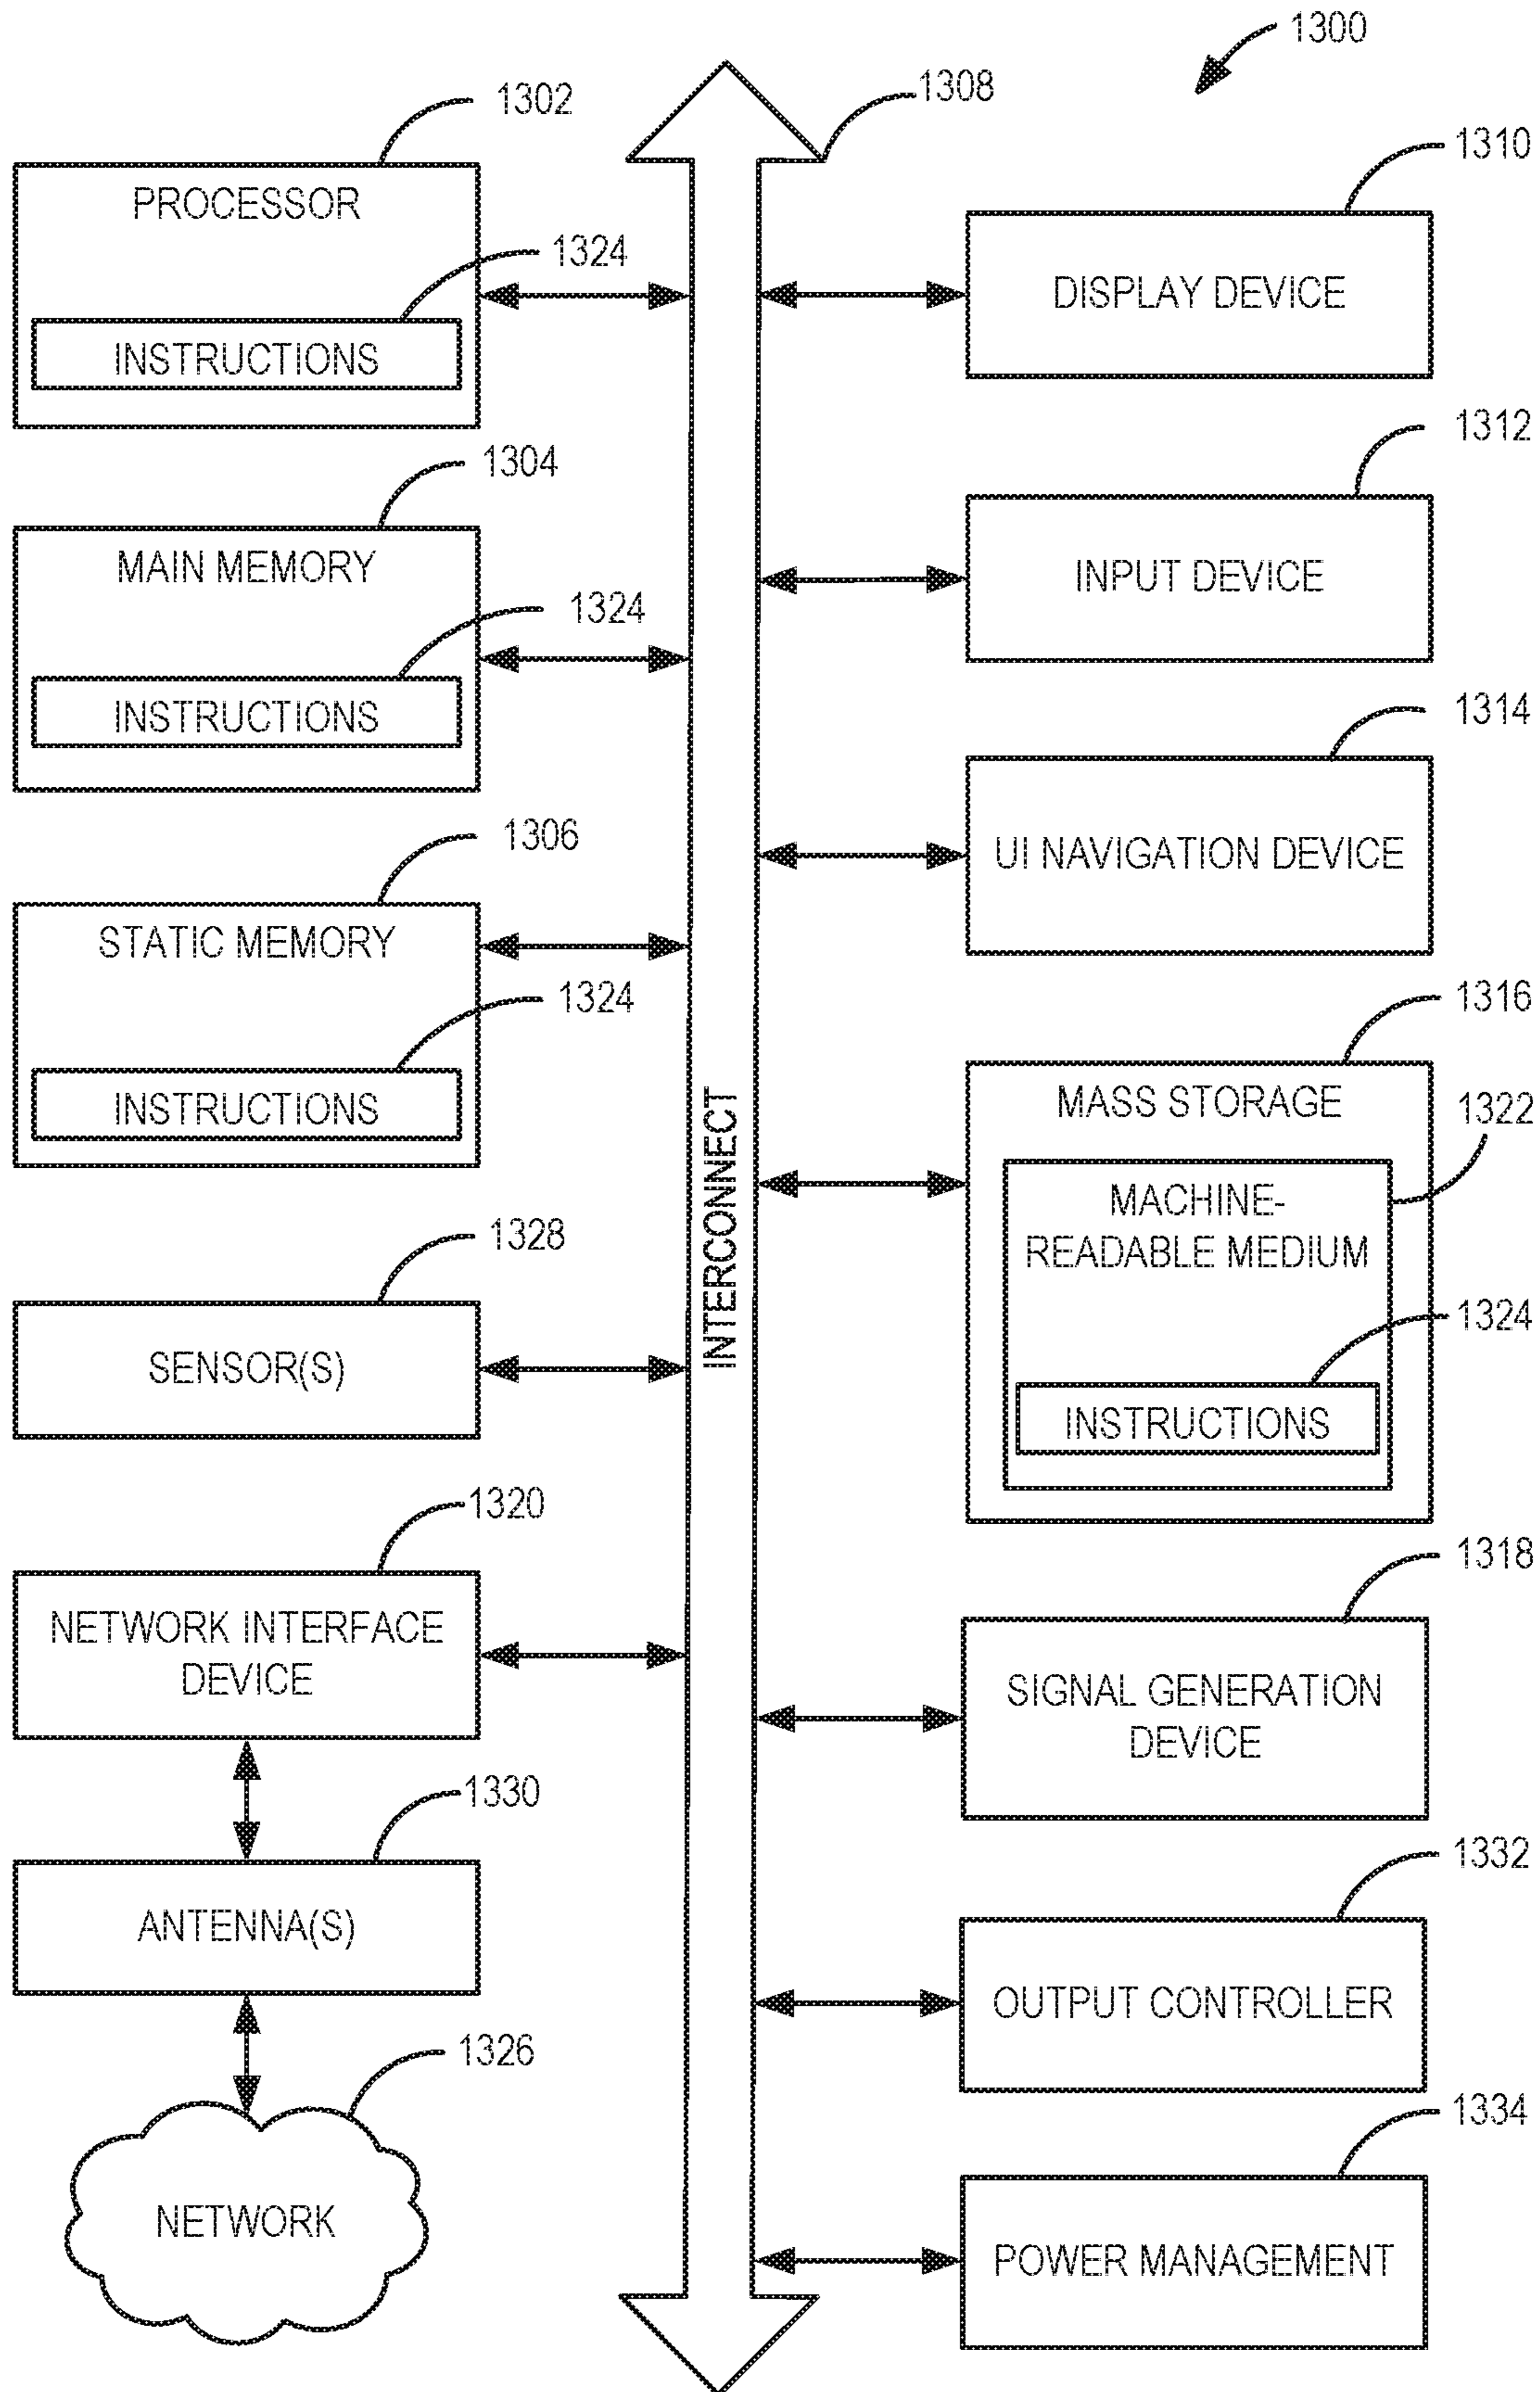 1300
1302
PROCESSOR
1324
INSTRUCTIONS
1304
MAIN MEMORY
1324
INSTRUCTIONS
1306
STATIC MEMORY
1324
INSTRUCTIONS
1328
SENSOR(S)
1320
NETWORK INTERFACE
DEVICE
1330
ANTENNA(S)
1326
NETWORK
1308
INTERCONNECT
1310
DISPLAY DEVICE
1312
INPUT DEVICE
1314
UI NAVIGATION DEVICE
1316
MASS STORAGE
1322
MACHINE-
READABLE MEDIUM
1324
INSTRUCTIONS
1318
SIGNAL GENERATION
DEVICE
1332
OUTPUT CONTROLLER
1334
POWER MANAGEMENT